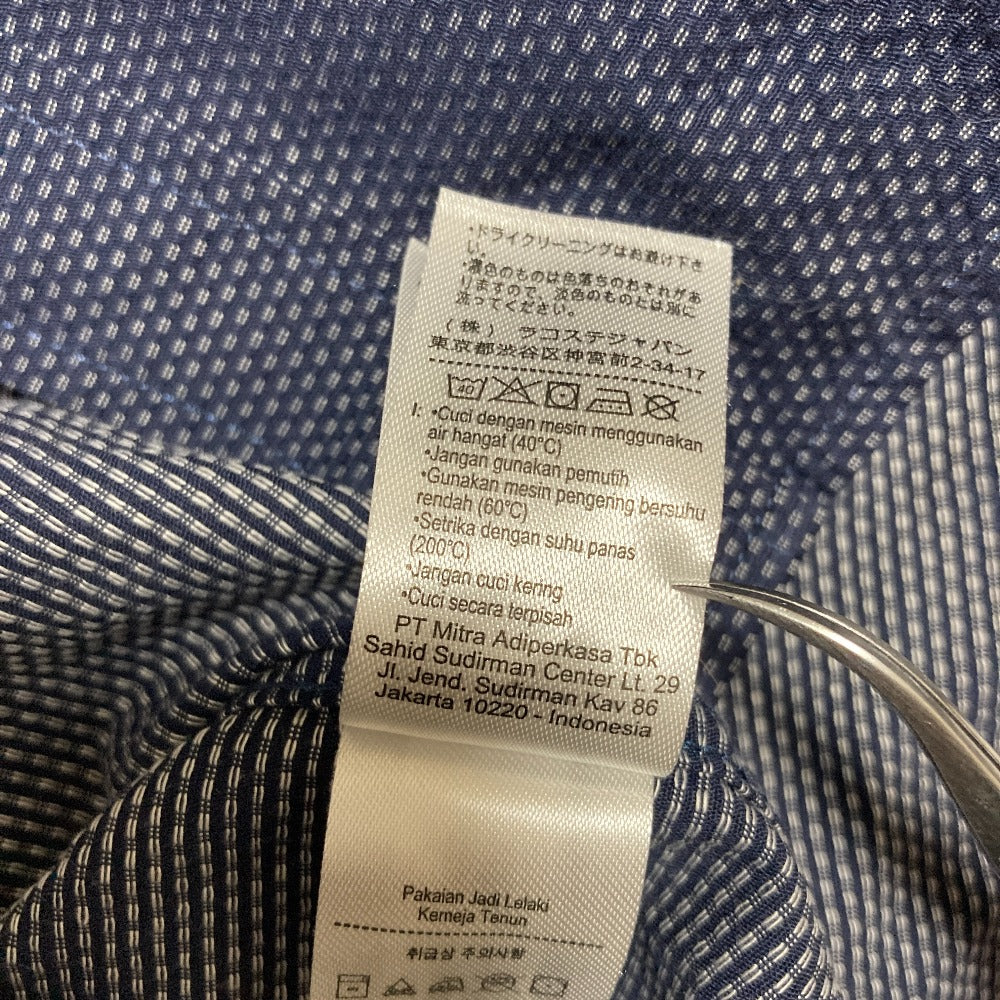 ・ドライクリーニングはお避け下さ
い。
・濃色のものは色落ちのおそれがあ
りますので、淡色のものとは別に
洗ってください。
（株） ラコステジャパン
東京都渋谷区神宮前2-34-17
40
I: •Cuci dengan mesin menggunakan
air hangat (40°C)
•Jangan gunakan pemutih
•Gunakan mesin pengering bersuhu
rendah (60°C)
•Setrika dengan suhu panas
(200°C)
•Jangan cuci kering
•Cuci secara terpisah
PT Mitra Adiperkasa Tbk
Sahid Sudirman Center Lt. 29
Jl. Jend. Sudirman Kav 86
Jakarta 10220 - Indonesia
Pakaian Jadi Lelaki
Kemeja Tenun
취급상 주의사항